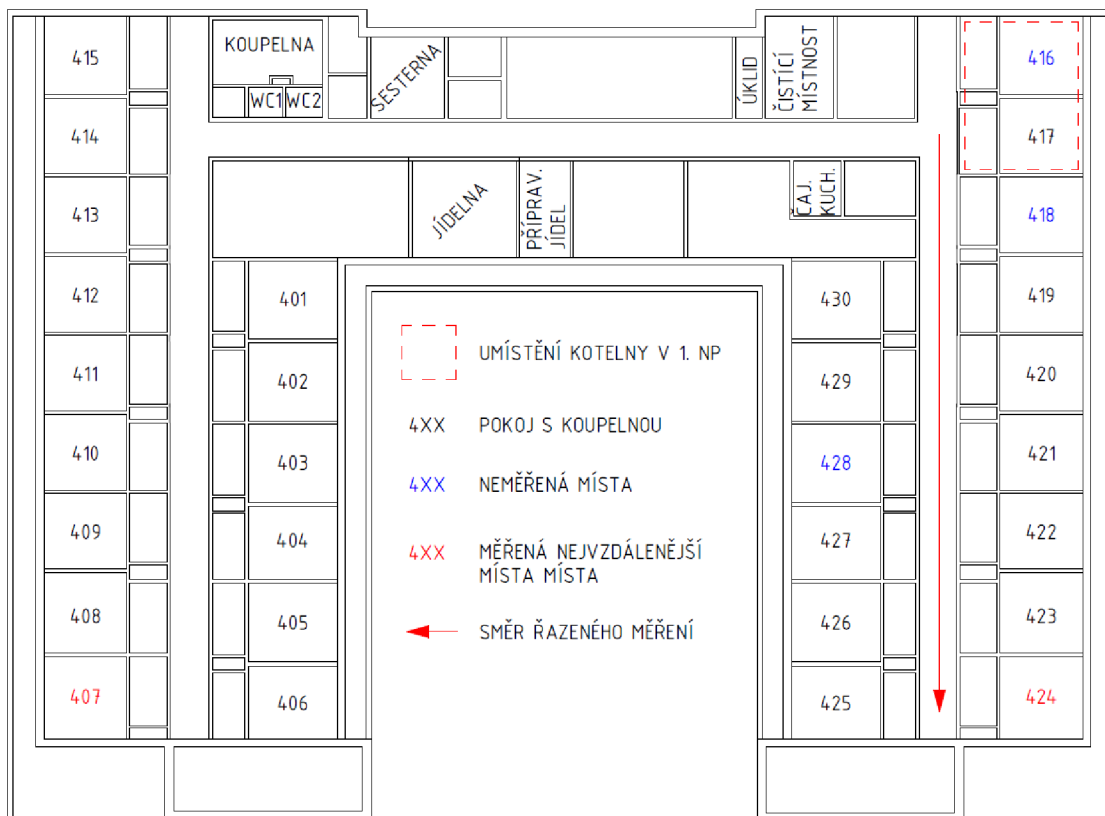 415
414
413
412
411
410
409
408
407
KOUPELNA
WC1
WC2
SESTERNA
ÚKLID
ČISTÍCÍ
MÍSTNOST
JÍDELNA
PŘÍPRAV.
JÍDEL
ČAJ.
KUCH.
401
402
403
404
405
406
UMÍSTĚNÍ KOTELNY V 1. NP
4XX POKOJ S KOUPELNOU
4XX NEMĚŘENÁ MÍSTA
4XX MĚŘENÁ NEJVZDÁLENĚJŠÍ
MÍSTA MÍSTA
SMĚR ŘAZENÉHO MĚŘENÍ
430
429
428
427
426
425
416
417
418
419
420
421
422
423
424